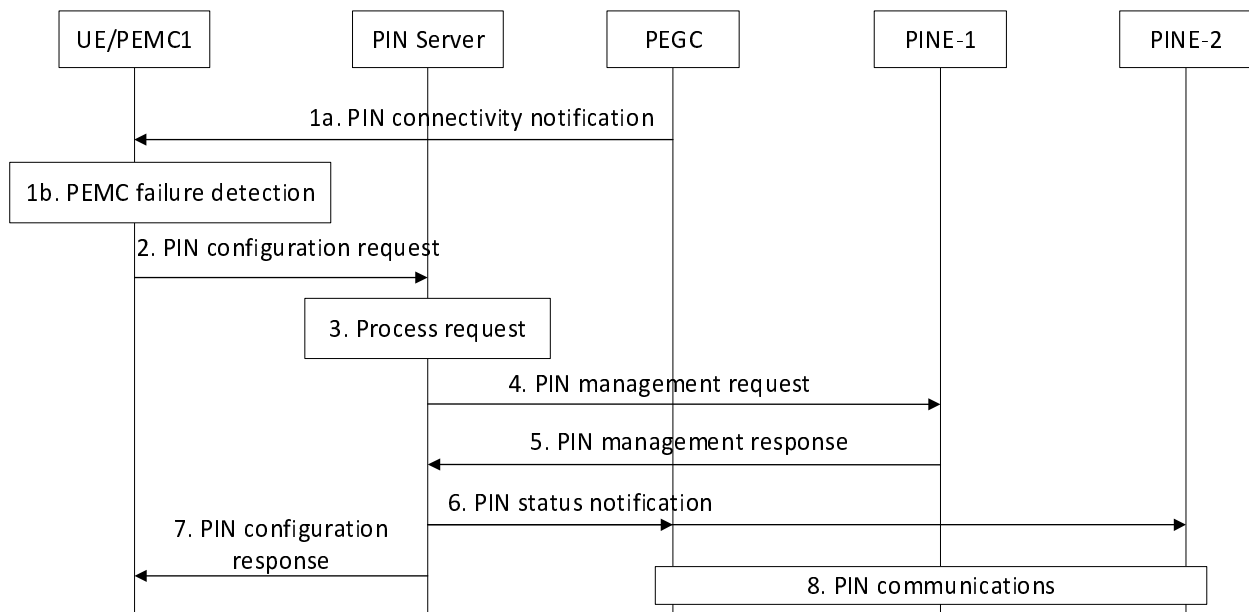 UE/PEMC1
PIN Server
PEGC
PINE-1
PINE-2
1a. PIN connectivity notification
1b. PEMC failure detection
2. PIN configuration request
3. Process request
4. PIN management request
5. PIN management response
6. PIN status notification
7. PIN configuration
response
8. PIN communications